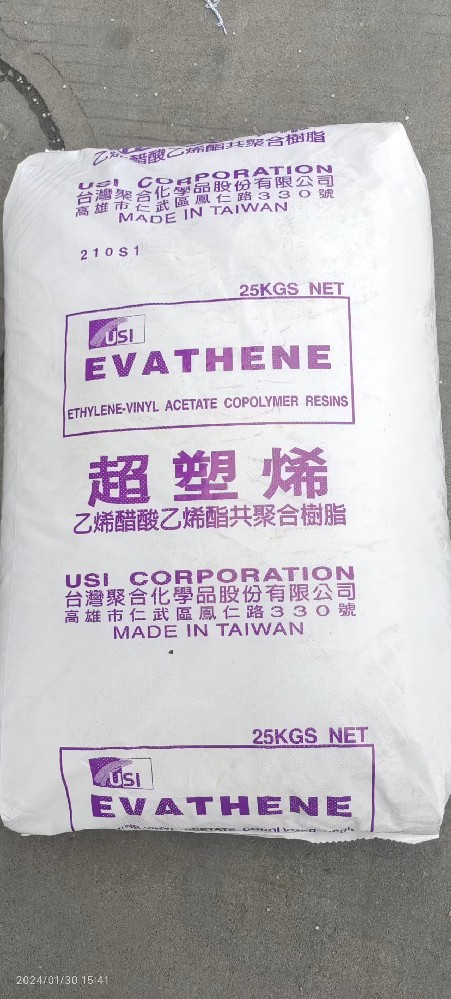 乙烯醋酸乙烯酯共聚合樹脂
USI CORPORATION
台灣聚合化學品股份有限公司
高雄市仁武區鳳仁路330號
MADE IN TAIWAN
210S1
25KGS NET
USI
EVATHENE
ETHYLENE-VINYL ACETATE COPOLYMER RESINS
超塑烯
乙烯醋酸乙烯酯共聚合樹脂
USI CORPORATION
台灣聚合化學品股份有限公司
高雄市仁武區鳳仁路330號
MADE IN TAIWAN
25KGS NET
USI
EVATHENE
ACETATE
2024/01/30 15:41